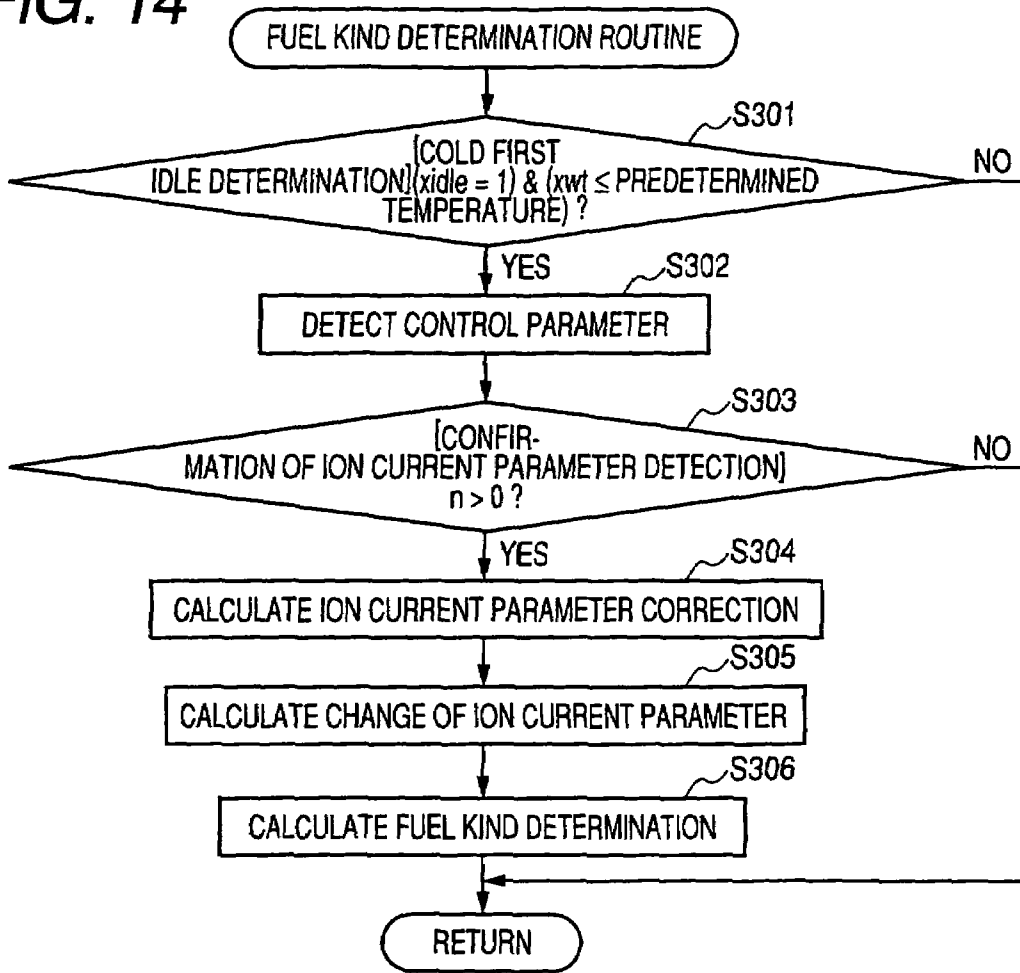 FIG. 14
FUEL KIND DETERMINATION ROUTINE
S301
[COLD FIRST
IDLE DETERMINATION](xidle = 1) & (xwt ≤ PREDETERMINED
TEMPERATURE) ?
NO
YES
S302
DETECT CONTROL PARAMETER
S303
[CONFIR-
MATION OF ION CURRENT PARAMETER DETECTION]
n > 0 ?
NO
YES
S304
CALCULATE ION CURRENT PARAMETER CORRECTION
S305
CALCULATE CHANGE OF ION CURRENT PARAMETER
S306
CALCULATE FUEL KIND DETERMINATION
RETURN